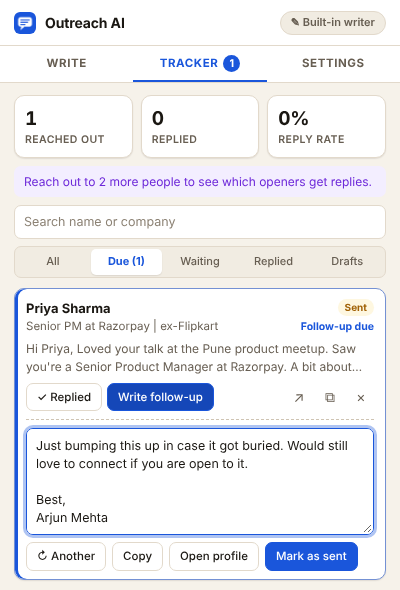 Outreach AI
✎ Built-in writer
WRITE
TRACKER 1
SETTINGS
1
REACHED OUT
0
REPLIED
0%
REPLY RATE
Reach out to 2 more people to see which openers get replies.
Search name or company
All
Due (1)
Waiting
Replied
Drafts
Priya Sharma
Sent
Senior PM at Razorpay | ex-Flipkart
Follow-up due
Hi Priya, Loved your talk at the Pune product meetup. Saw
you're a Senior Product Manager at Razorpay. A bit about...
✓ Replied
Write follow-up
Just bumping this up in case it got buried. Would still
love to connect if you are open to it.
Best,
Arjun Mehta
↻ Another
Copy
Open profile
Mark as sent